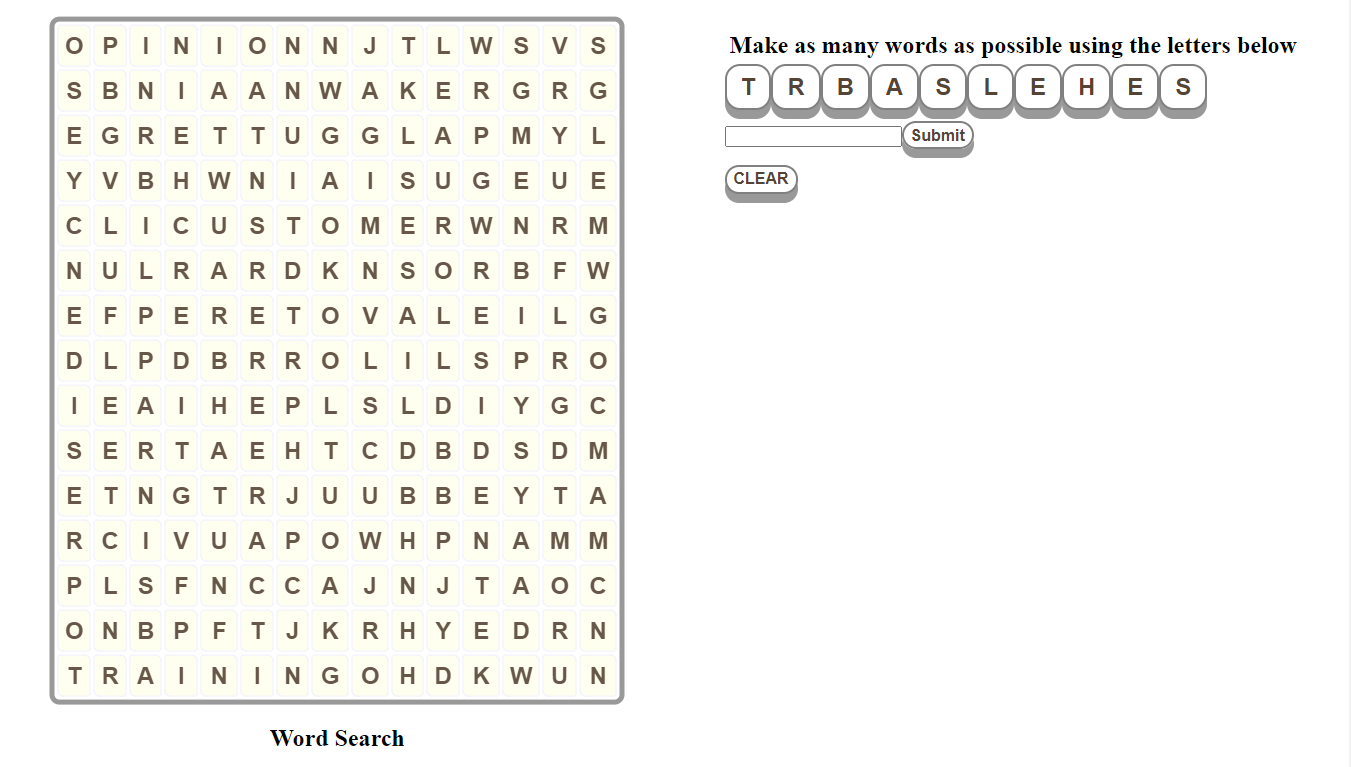 O P I N I O N N J T L W S V S
S B N I A A N W A K E R G R G
E G R E T T U G G L A P M Y L
Y V B H W N I A I S U G E U E
C L I C U S T O M E R W N R M
N U L R A R D K N S O R B F W
E F P E R E T O V A L E I L G
D L P D B R R O L I L S P R O
I E A I H E P L S L D I Y G C
S E R T A E H T C D B D S D M
E T N G T R J U U B B E Y T A
R C I V U A P O W H P N A M M
P L S F N C C A J N J T A O C
O N B P F T J K R H Y E D R N
T R A I N I N G O H D K W U N
Word Search
Make as many words as possible using the letters below
T R B A S L E H E S
Submit
CLEAR